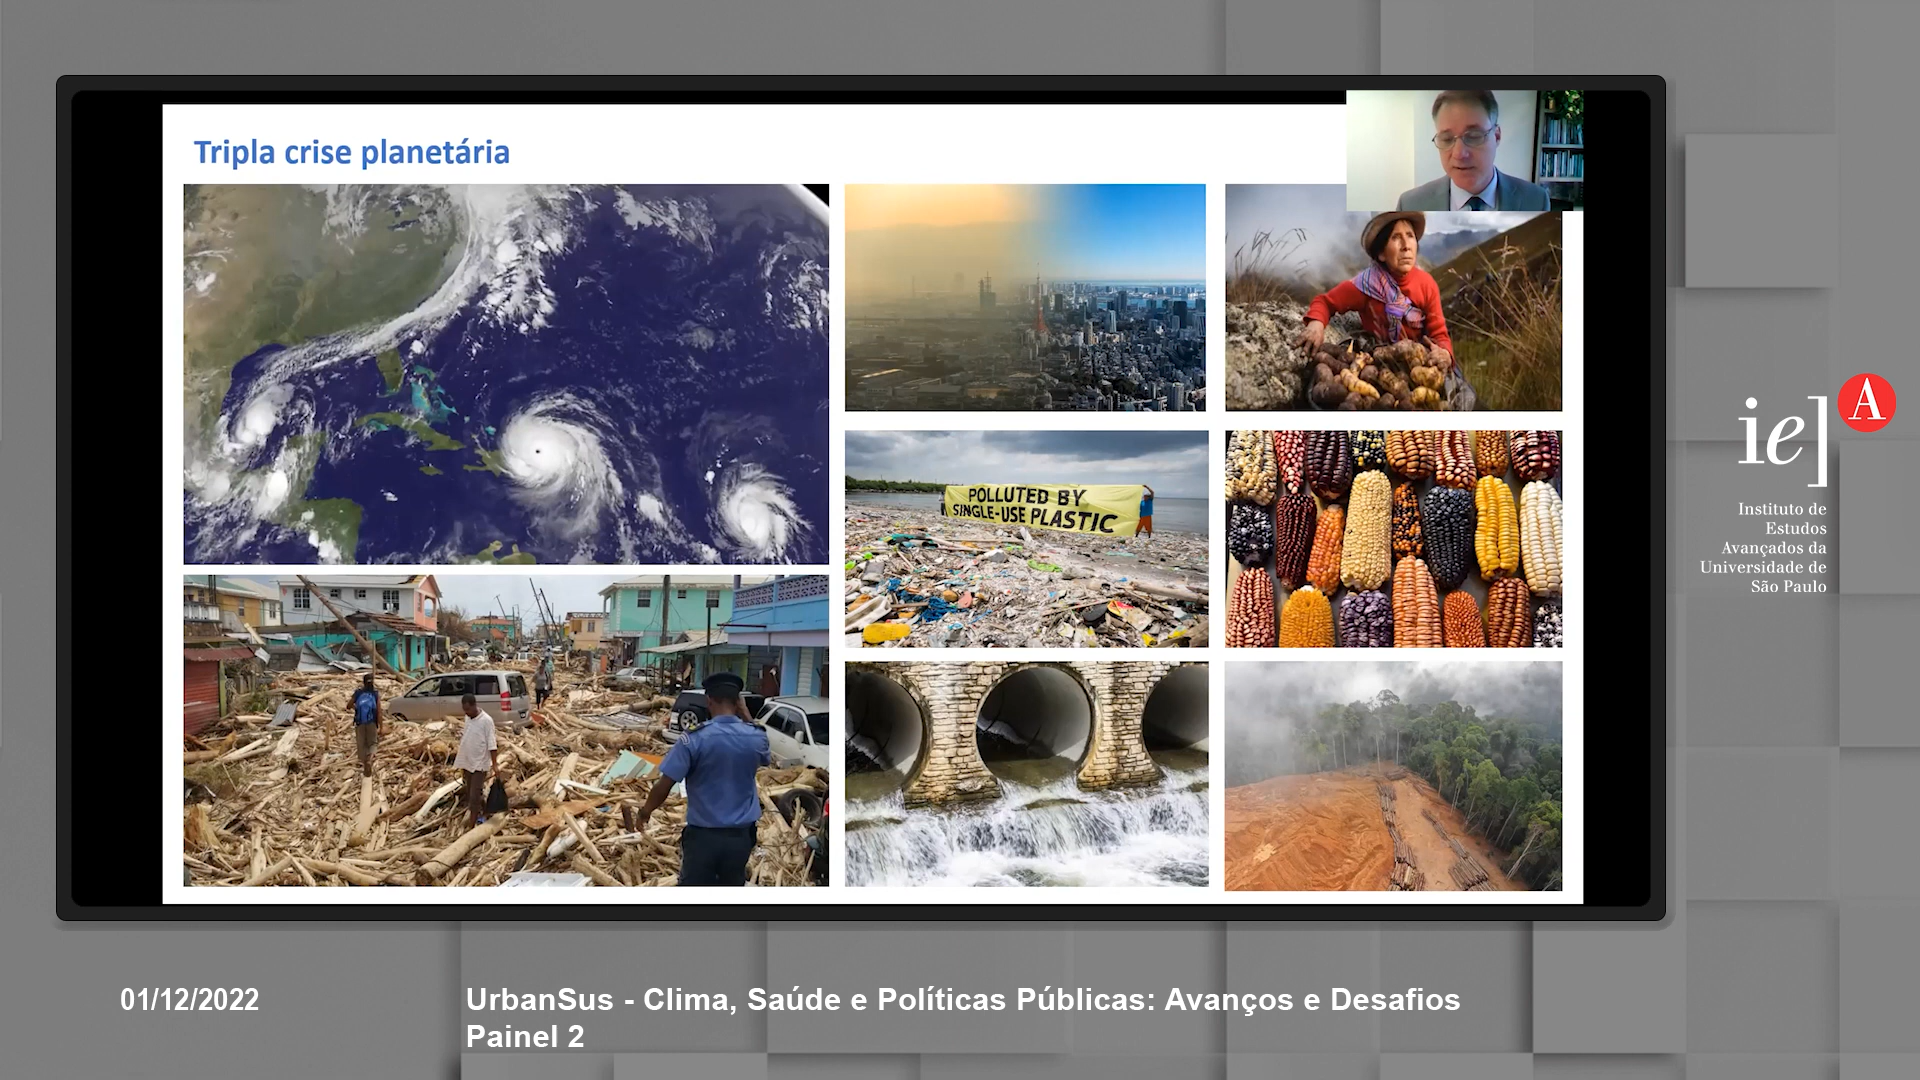 Tripla crise planetária
POLLUTED BY
SINGLE-USE PLASTIC
ie]
A
Instituto de
Estudos
Avançados da
Universidade de
São Paulo
01/12/2022
UrbanSus - Clima, Saúde e Políticas Públicas: Avanços e Desafios
Painel 2